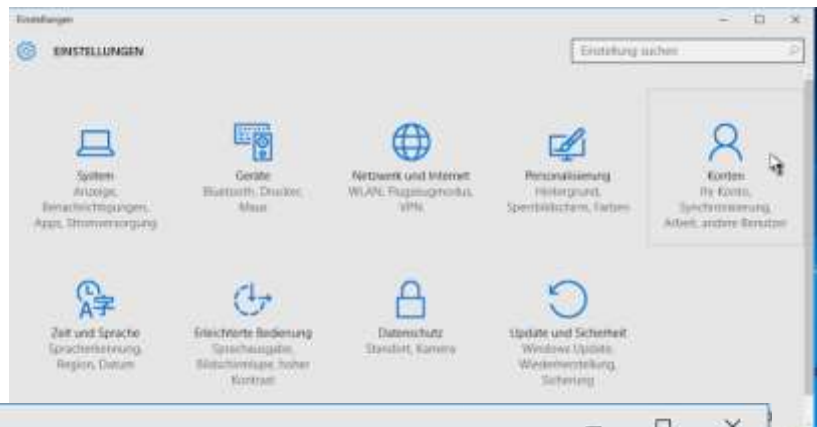 Einstellungen
EINSTELLUNGEN
Einstellung suchen
System
Anzeige,
Benachrichtigungen,
Apps, Stromversorgung
Geräte
Bluetooth, Drucker,
Maus
Netzwerk und Internet
WLAN, Flugzeugmodus,
VPN
Personalisierung
Hintergrund,
Sperrbildschirm, Farben
Konten
Ihr Konto,
Synchronisierung,
Arbeit, andere Benutzer
Zeit und Sprache
Spracherkennung,
Region, Datum
Erleichterte Bedienung
Sprachausgabe,
Bildschirmlupe, hoher
Kontrast
Datenschutz
Standort, Kamera
Update und Sicherheit
Windows Update,
Wiederherstellung,
Sicherung